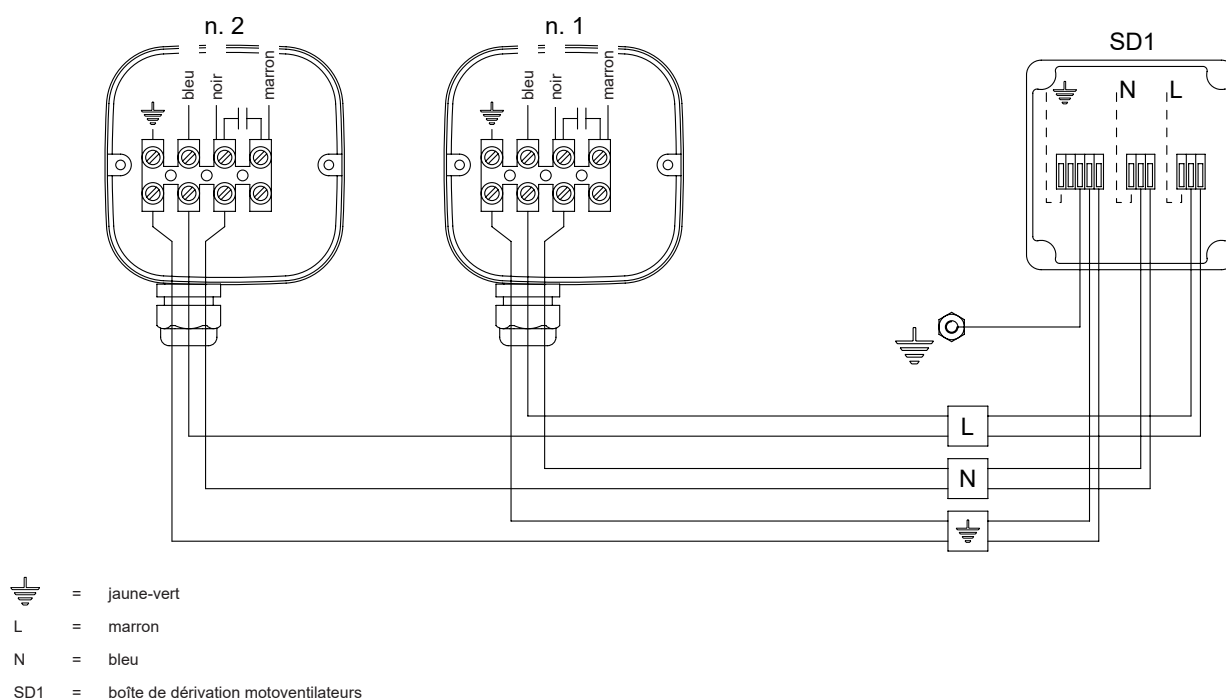 n. 2
n. 1
SD1
bleu
noir
marron
bleu
noir
marron
N
L
L
N
= jaune-vert
L = marron
N = bleu
SD1 = boîte de dérivation motoventilateurs